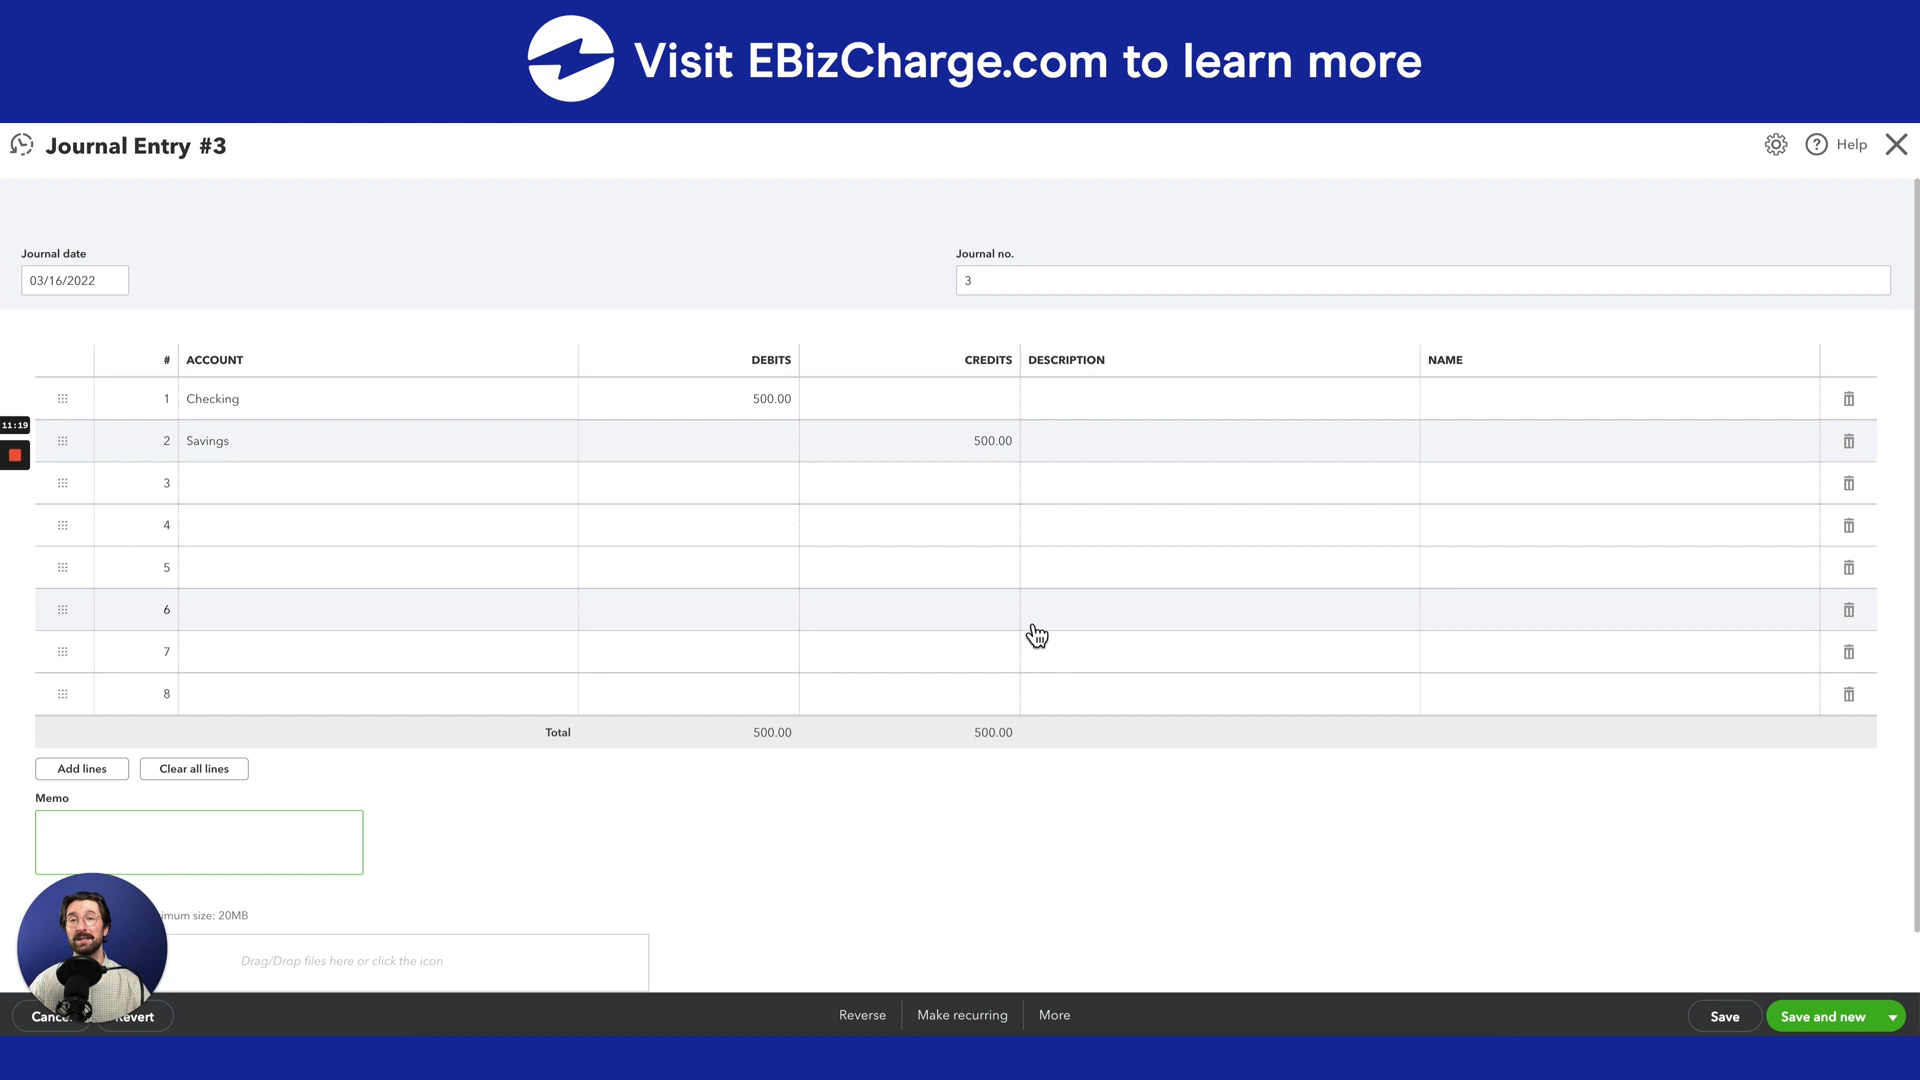 Visit EBizCharge.com to learn more
Journal Entry #3
Help
Journal date
Journal no.
03/16/2022
3
# ACCOUNT DEBITS CREDITS DESCRIPTION NAME
1 Checking 500.00
11:19
2 Savings 500.00
3
4
5
6
7
8
Total 500.00 500.00
Add lines Clear all lines
Memo
imum size: 20MB
Drag/Drop files here or click the icon
Cance evert Reverse Make recurring More Save Save and new